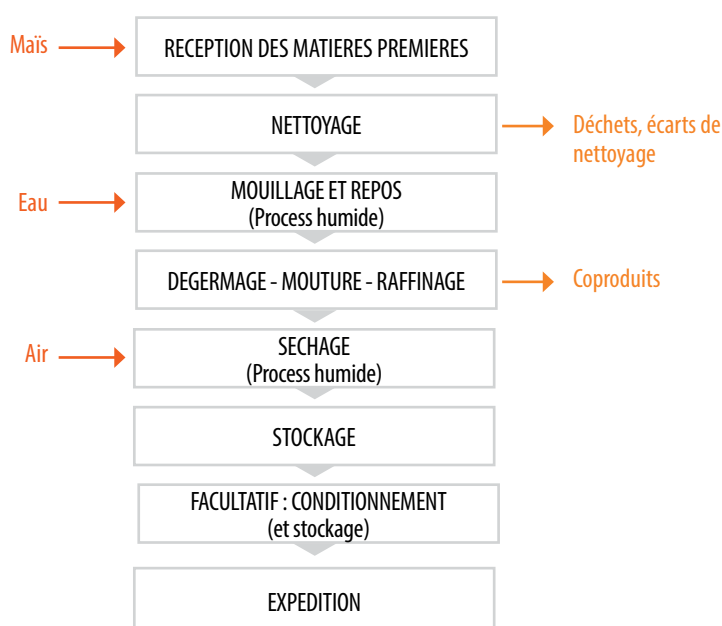 Maïs
RECEPTION DES MATIERES PREMIERES
NETTOYAGE
Déchets, écarts de
nettoyage
Eau
MOUILLAGE ET REPOS
(Process humide)
DEGERMAGE - MOUTURE - RAFFINAGE
Coproduits
Air
SECHAGE
(Process humide)
STOCKAGE
FACULTATIF : CONDITIONNEMENT
(et stockage)
EXPEDITION